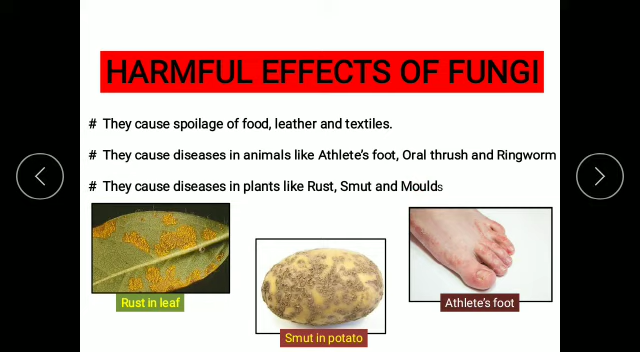 HARMFUL EFFECTS OF FUNGI
# They cause spoilage of food, leather and textiles.
# They cause diseases in animals like Athlete's foot, Oral thrush and Ringworm
# They cause diseases in plants like Rust, Smut and Moulds
Rust in leaf
Smut in potato
Athlete's foot